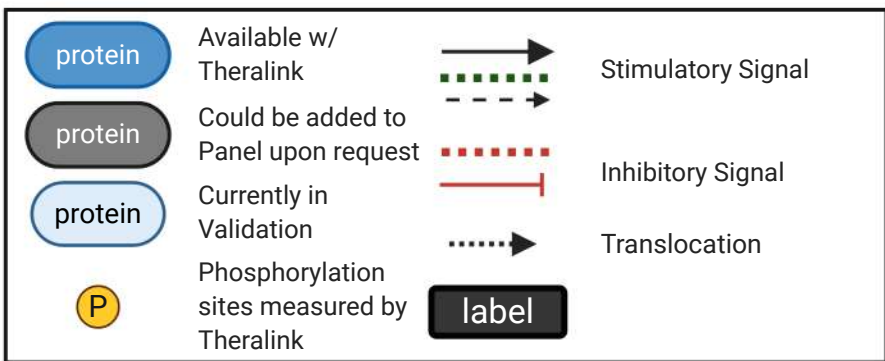 protein
Available w/
Theralink
protein
Could be added to
Panel upon request
protein
Currently in
Validation
P
Phosphorylation
sites measured by
Theralink
Stimulatory Signal
Inhibitory Signal
Translocation
label